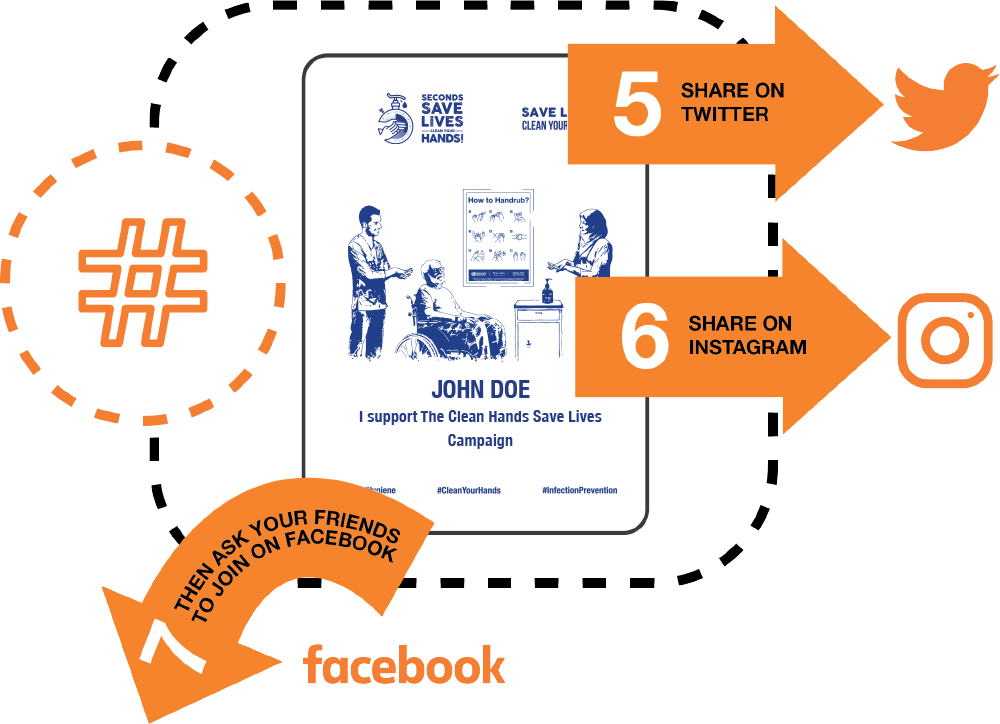 SECONDS
SAVE
LIVES
CLEAN YOUR
HANDS!
SAVE L
CLEAN YOUR
5
SHARE ON
TWITTER
How to Handrub?
6
SHARE ON
INSTAGRAM
JOHN DOE
I support The Clean Hands Save Lives
Campaign
#CleanYourHands
#InfectionPrevention
7
THEN ASK YOUR FRIENDS
TO JOIN ON FACEBOOK
facebook